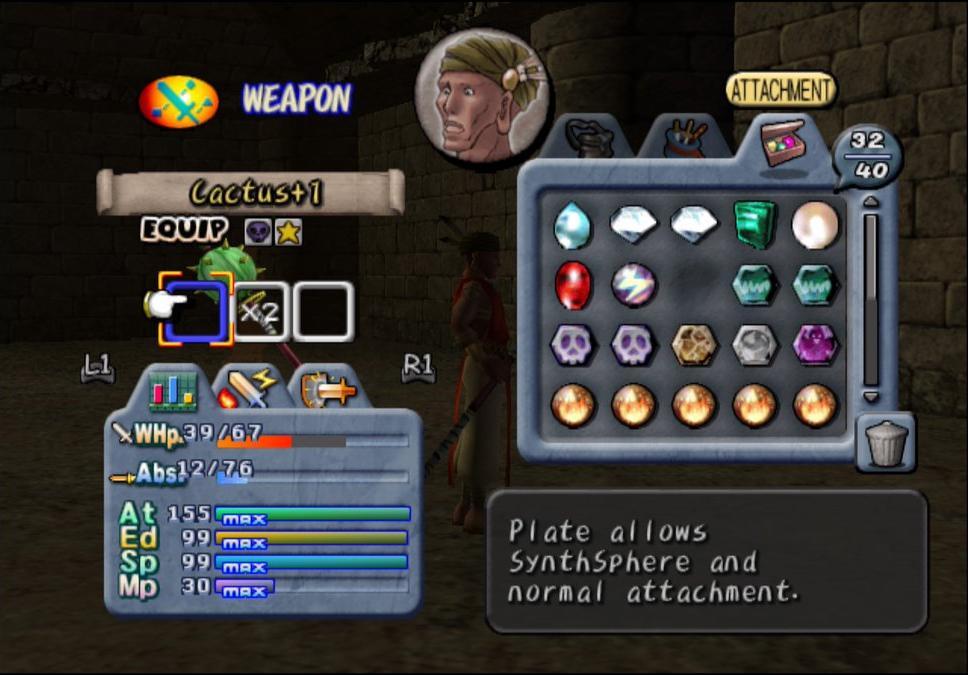 WEAPON
ATTACHMENT
32
40
Cactus+1
EQUIP
x2
L1
R1
WHp. 39/67
Abs. 12/76
At 155 max
Ed 99 max
Sp 99 max
Mp 30 max
Plate allows
SynthSphere and
normal attachment.